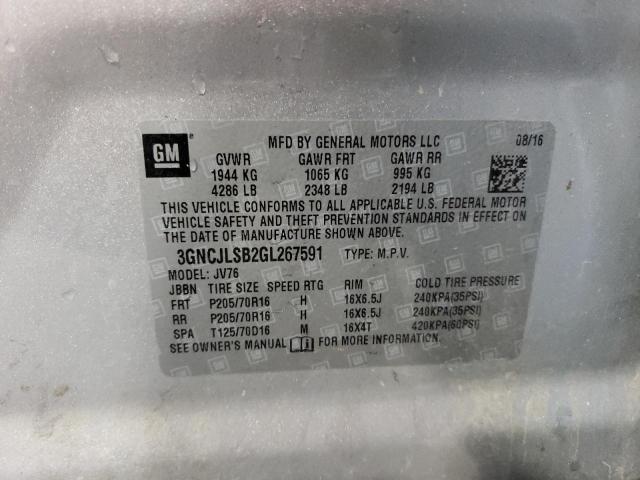 GM ®
MFD BY GENERAL MOTORS LLC 08/16
GVWR GAWR FRT GAWR RR
1944 KG 1065 KG 995 KG
4286 LB 2348 LB 2194 LB
THIS VEHICLE CONFORMS TO ALL APPLICABLE U.S. FEDERAL MOTOR
VEHICLE SAFETY AND THEFT PREVENTION STANDARDS IN EFFECT
ON THE DATE OF MANUFACTURE SHOWN ABOVE.
3GNCJLSB2GL267591 TYPE: M.P.V.
MODEL: JV76
JBBN TIRE SIZE SPEED RTG RIM COLD TIRE PRESSURE
FRT P205/70R16 H 16X6.5J 240KPA(35PSI)
RR P205/70R16 H 16X6.5J 240KPA(35PSI)
SPA T125/70D16 M 16X4T 420KPA(60PSI)
SEE OWNER'S MANUAL FOR MORE INFORMATION.